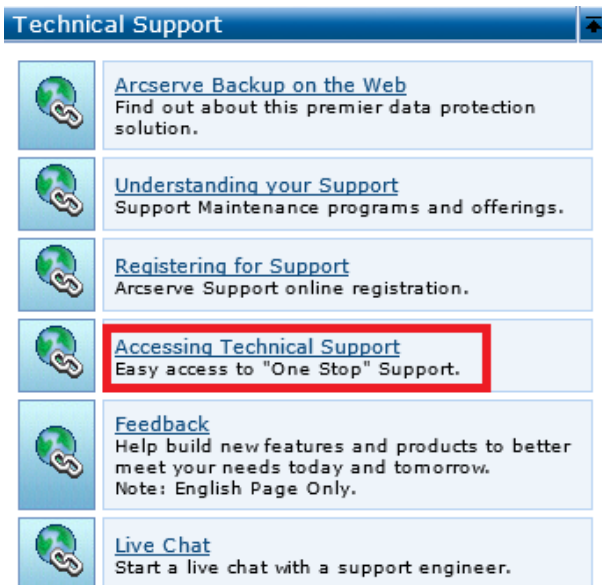 Technical Support
Arcserve Backup on the Web
Find out about this premier data protection
solution.
Understanding your Support
Support Maintenance programs and offerings.
Registering for Support
Arcserve Support online registration.
Accessing Technical Support
Easy access to "One Stop" Support.
Feedback
Help build new features and products to better
meet your needs today and tomorrow.
Note: English Page Only.
Live Chat
Start a live chat with a support engineer.